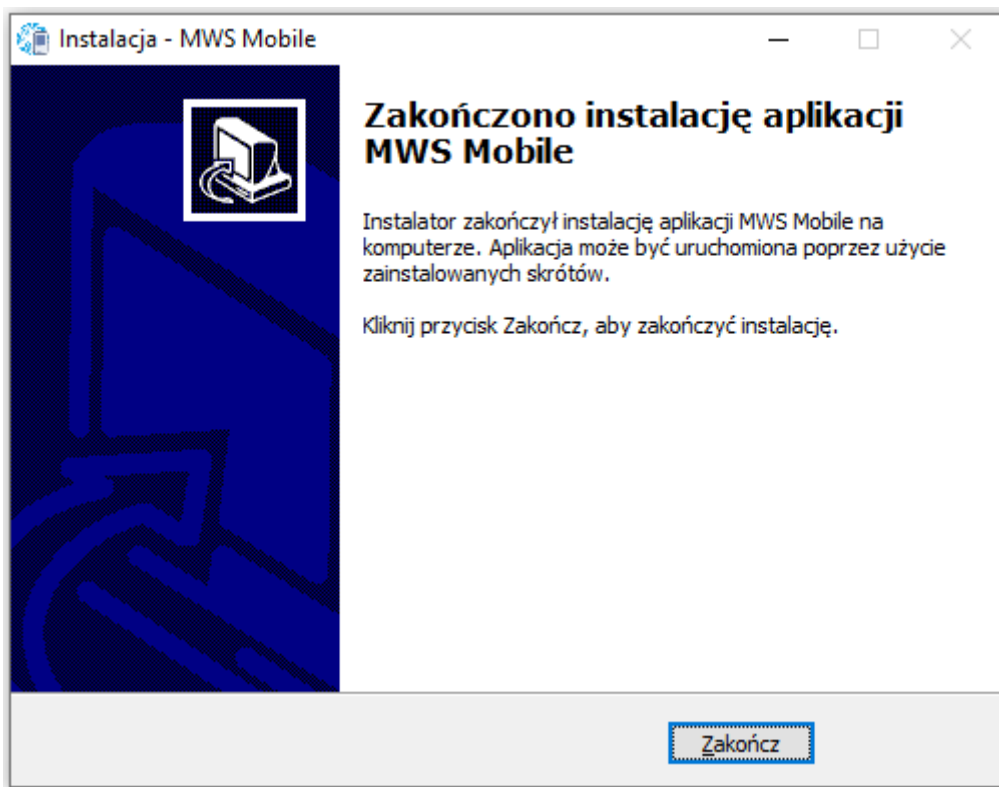 Instalacja - MWS Mobile
Zakończono instalację aplikacji
MWS Mobile
Instalator zakończył instalację aplikacji MWS Mobile na
komputerze. Aplikacja może być uruchomiona poprzez użycie
zainstalowanych skrótów.
Kliknij przycisk Zakończ, aby zakończyć instalację.
Zakończ